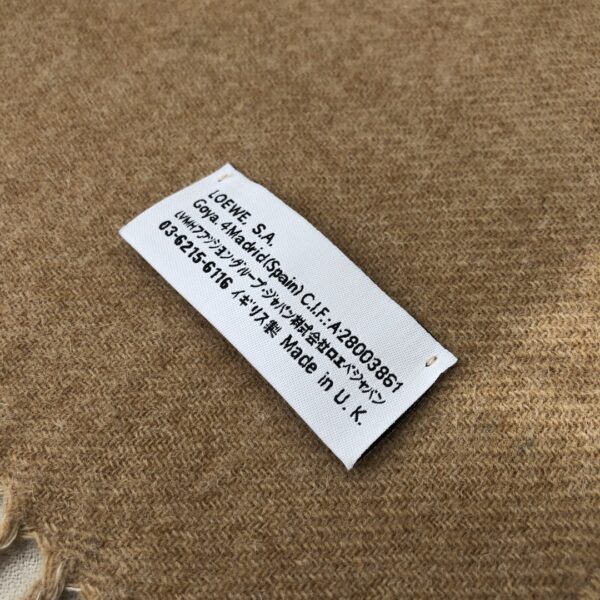 LOEWE, S.A.
Goya. 4 Madrid (Spain) C.I.F.: A-28003861
LVMHファッション・グループ・ジャパン株式会社ロエベジャパン
03-6215-6116 イギリス製 Made in U. K.